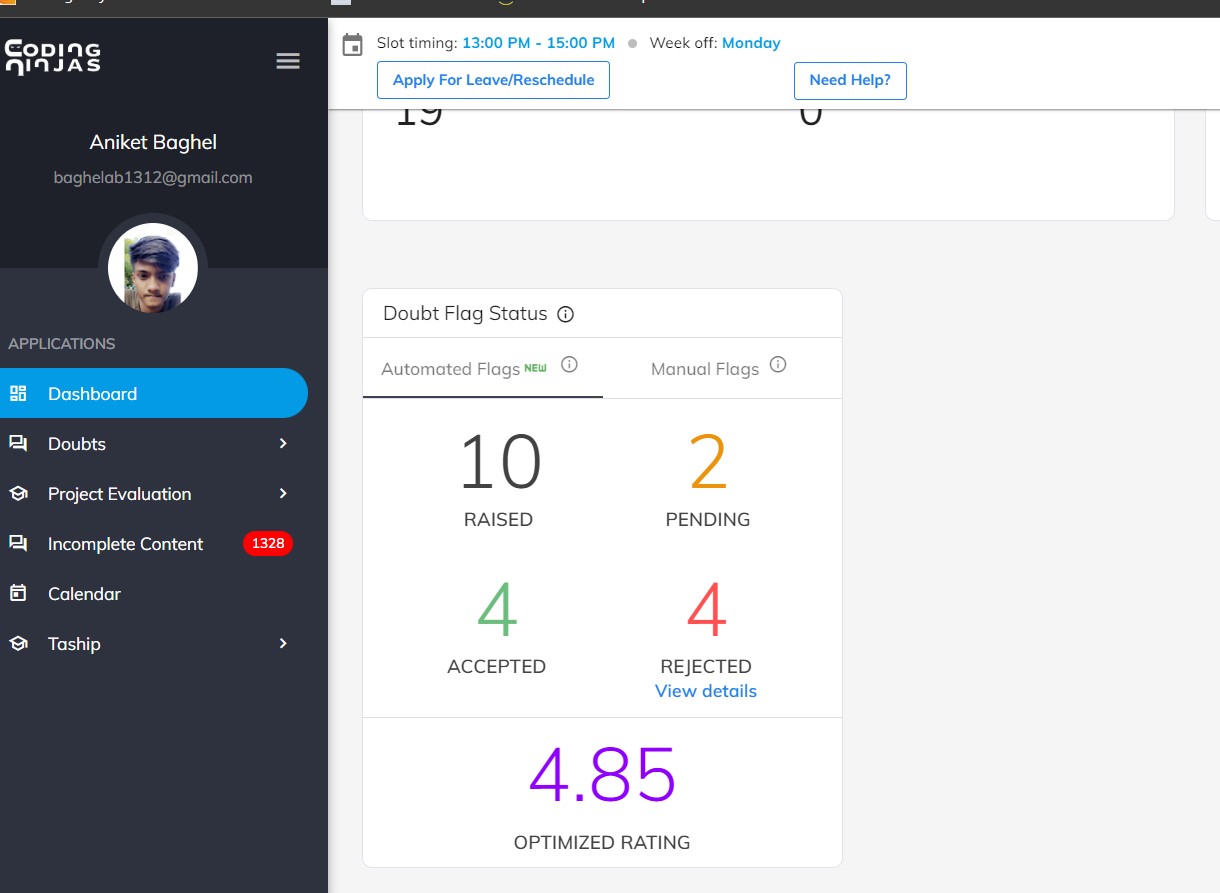 CODING
NINJAS
Aniket Baghel
baghelab1312@gmail.com
APPLICATIONS
Dashboard
Doubts
Project Evaluation
Incomplete Content 1328
Calendar
Taship
Slot timing: 13:00 PM - 15:00 PM Week off: Monday
Apply For Leave/Reschedule Need Help?
19 0
Doubt Flag Status
Automated Flags NEW Manual Flags
10 2
RAISED PENDING
4 4
ACCEPTED REJECTED
View details
4.85
OPTIMIZED RATING